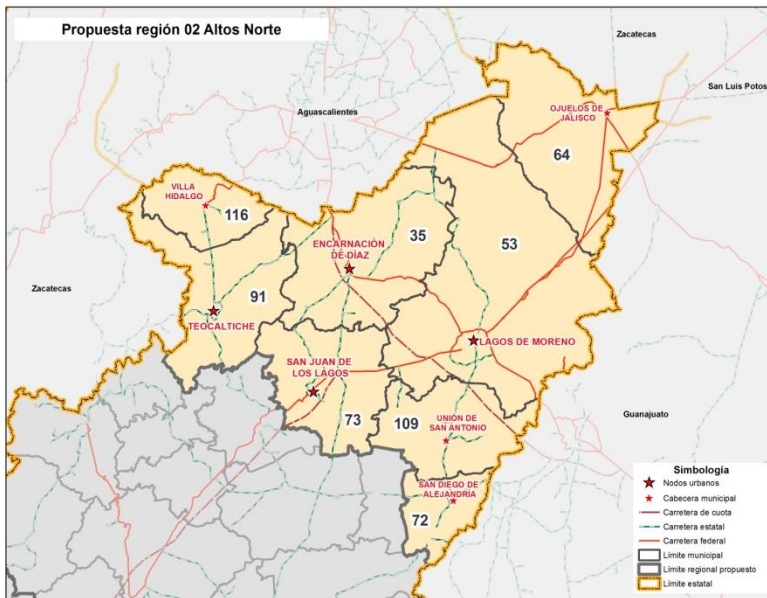 Propuesta región 02 Altos Norte
Zacatecas
San Luis Potos
Aguascalientes
OJUELOS DE
JALISCO
64
VILLA
HIDALGO
116
35
53
ENCARNACIÓN
DE DÍAZ
Zacatecas
91
TEOCALTICHE
LAGOS DE MORENO
SAN JUAN DE
LOS LAGOS
73
109
UNIÓN DE
SAN ANTONIO
Guanajuato
SAN DIEGO DE
ALEJANDRÍA
72
Simbología
Nodos urbanos
Cabecera municipal
Carretera de cuota
Carretera estatal
Carretera federal
Límite municipal
Límite regional propuesto
Límite estatal